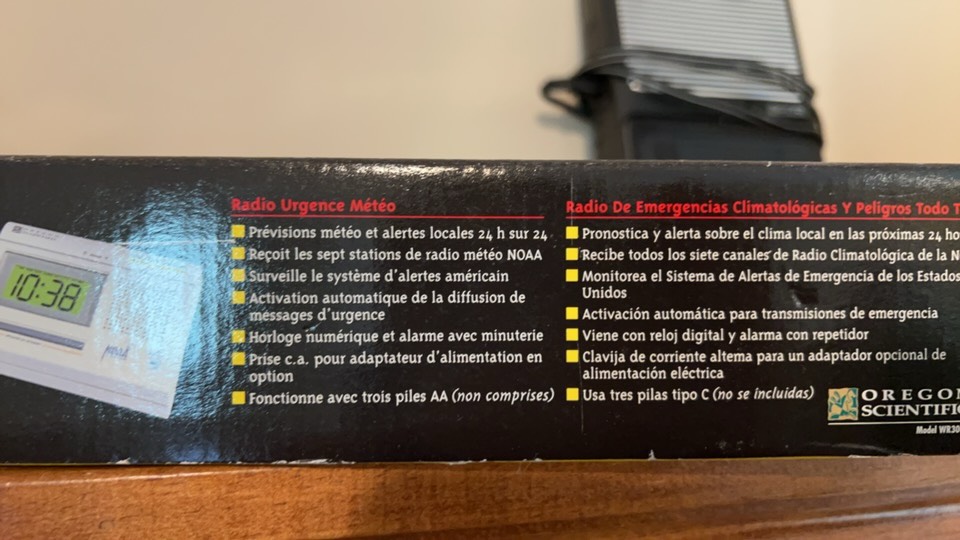 10:38
Radio Urgence Météo
Prévisions météo et alertes locales 24 h sur 24
Reçoit les sept stations de radio météo NOAA
Surveille le système d'alertes américain
Activation automatique de la diffusion de
messages d'urgence
Horloge numérique et alarme avec minuterie
Prise c.a. pour adaptateur d'alimentation en
option
Fonctionne avec trois piles AA (non comprises)
Radio De Emergencias Climatológicas Y Peligros Todo
Pronostica y alerta sobre el clima local en las próximas 24
Recibe todos los siete canales de Radio Climatológica de la
Monitorea el Sistema de Alertas de Emergencia de los Estados
Unidos
Activación automática para transmisiones de emergencia
Viene con reloj digital y alarma con repetidor
Clavija de corriente alterna para un adaptador opcional de
alimentación eléctrica
Usa tres pilas tipo C (no se incluidas)
OREGON
SCIENTIFIC
Model